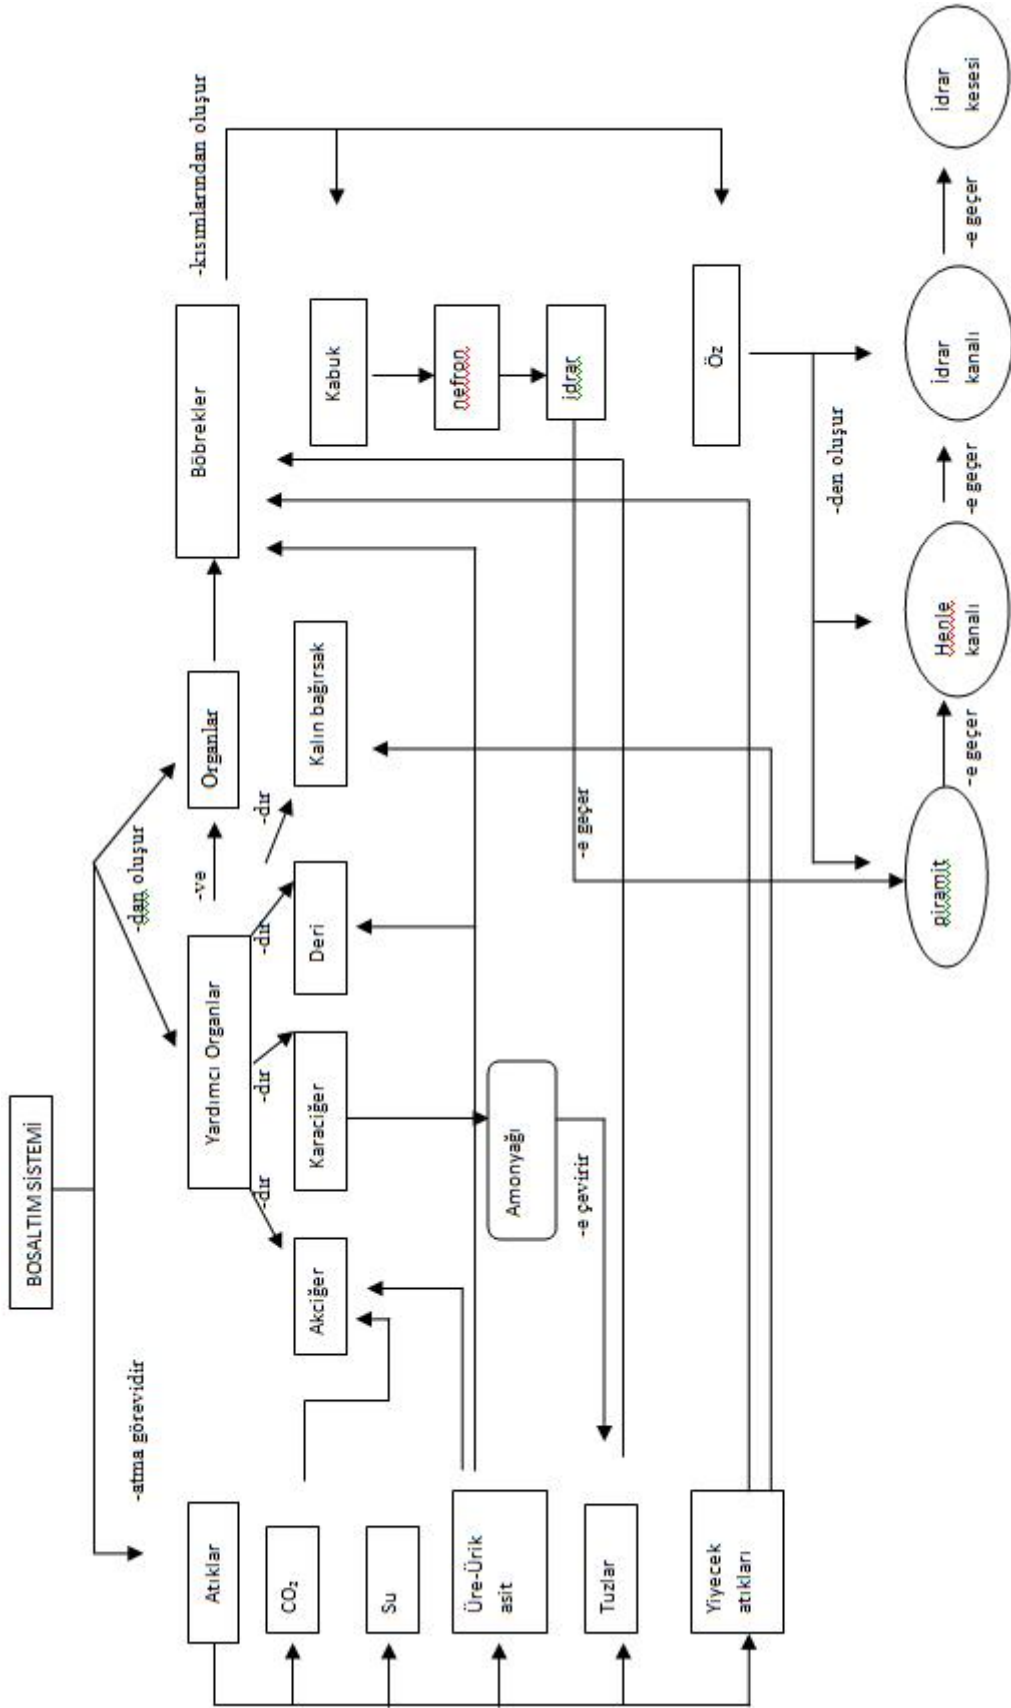 BOSALTIM SİSTEMİ
-atma görevidir
-dan oluşur
Atıklar
Yardımcı Organlar
-ve
Organlar
Böbrekler
-kısımlarından oluşur
-dır
-dır
-dır
-dır
CO₂
Akciğer
Karaciğer
Deri
Kalın bağırsak
Kabuk
Su
nefron
Üre-Ürik
asit
Amonyağı
idrar
-e çevirir
-e geçer
Tuzlar
Öz
Yiyecek
atıkları
-den oluşur
piramit
-e geçer
Henle
kanalı
-e geçer
İdrar
kanalı
-e geçer
İdrar
kesesi